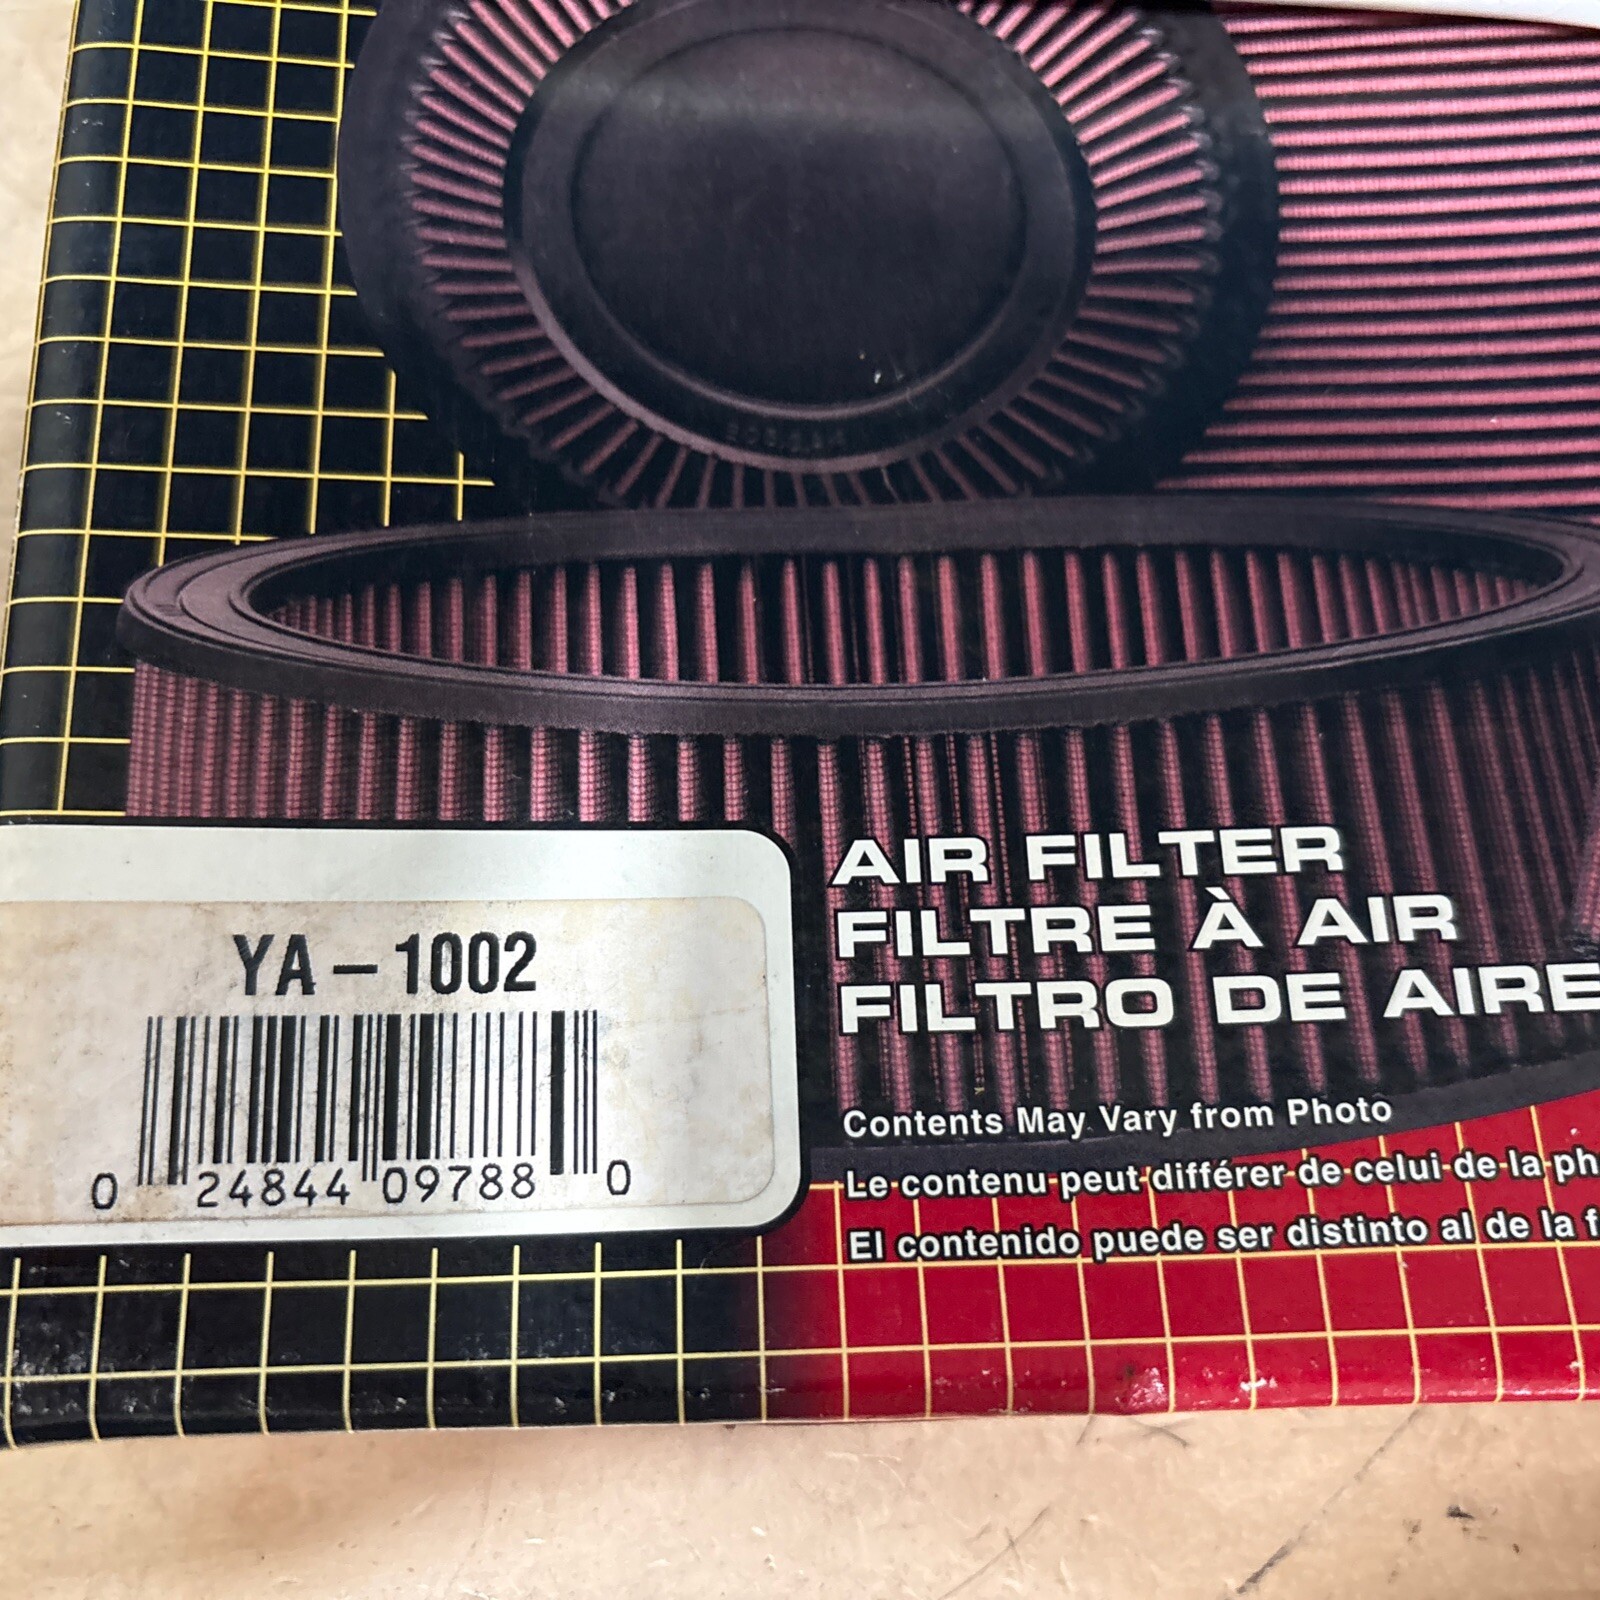 YA-1002
0 24844 09788 0
AIR FILTER
FILTRE À AIR
FILTRO DE AIRE
Contents May Vary from Photo
Le contenu peut différer de celui de la ph
El contenido puede ser distinto al de la f